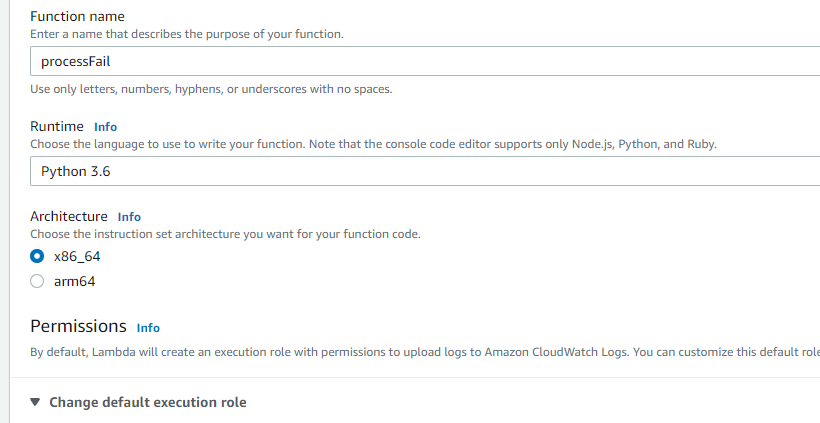 Function name
Enter a name that describes the purpose of your function.
processFail
Use only letters, numbers, hyphens, or underscores with no spaces.
Runtime Info
Choose the language to use to write your function. Note that the console code editor supports only Node.js, Python, and Ruby.
Python 3.6
Architecture Info
Choose the instruction set architecture you want for your function code.
x86_64
arm64
Permissions Info
By default, Lambda will create an execution role with permissions to upload logs to Amazon CloudWatch Logs. You can customize this default role
Change default execution role